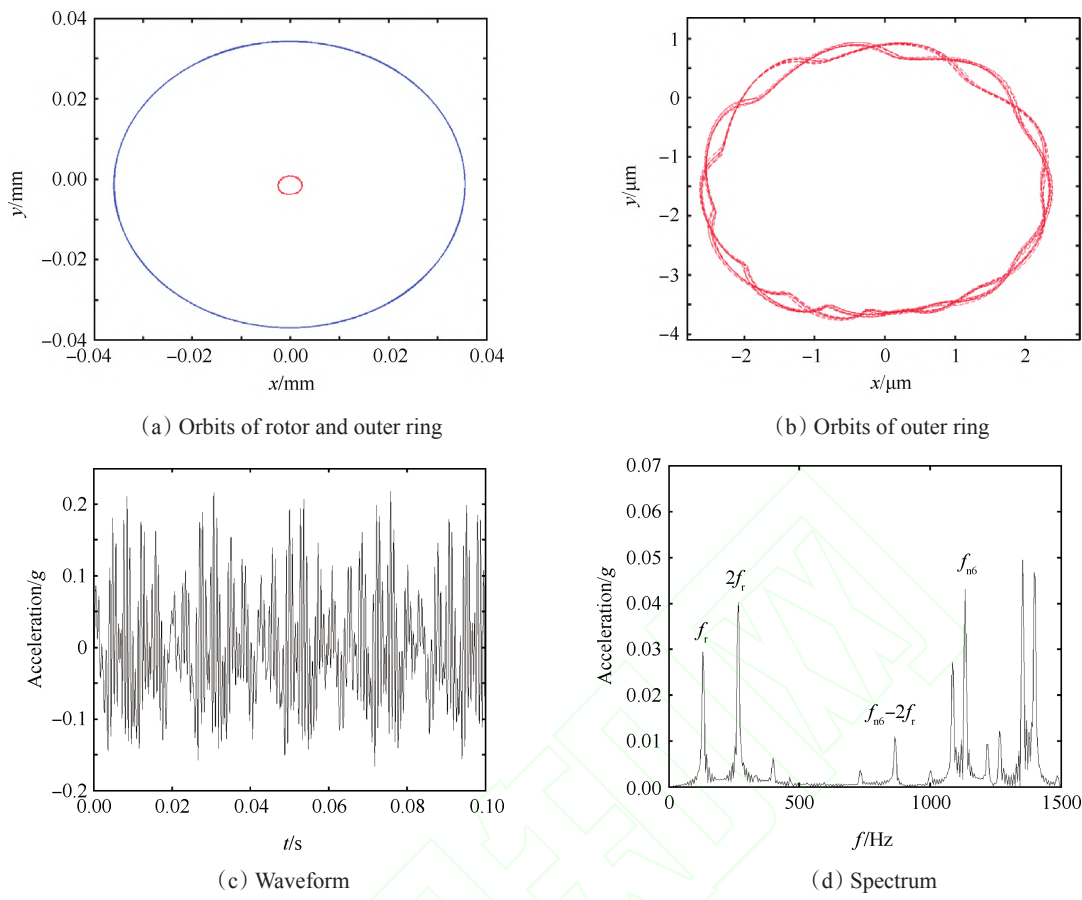 0.04
0.02
0.00
−0.02
−0.04
y/mm
−0.04
−0.02
0.00
0.02
0.04
x/mm
(a) Orbits of rotor and outer ring
1
0
−1
−2
−3
−4
y/μm
−2
−1
0
1
2
x/μm
(b) Orbits of outer ring
0.2
0.1
0
−0.1
−0.2
Acceleration/g
0.00
0.02
0.04
0.06
0.08
0.10
t/s
(c) Waveform
0.07
0.06
0.05
0.04
0.03
0.02
0.01
0.00
Acceleration/g
fr
2fr
fn6−2fr
fn6
0
500
1000
1500
f/Hz
(d) Spectrum